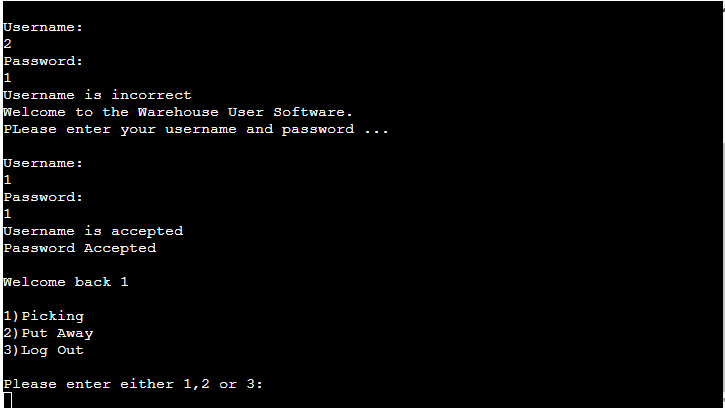 Username:
2
Password:
1
Username is incorrect
Welcome to the Warehouse User Software.
PLease enter your username and password ...
Username:
1
Password:
1
Username is accepted
Password Accepted
Welcome back 1
1)Picking
2)Put Away
3)Log Out
Please enter either 1,2 or 3: